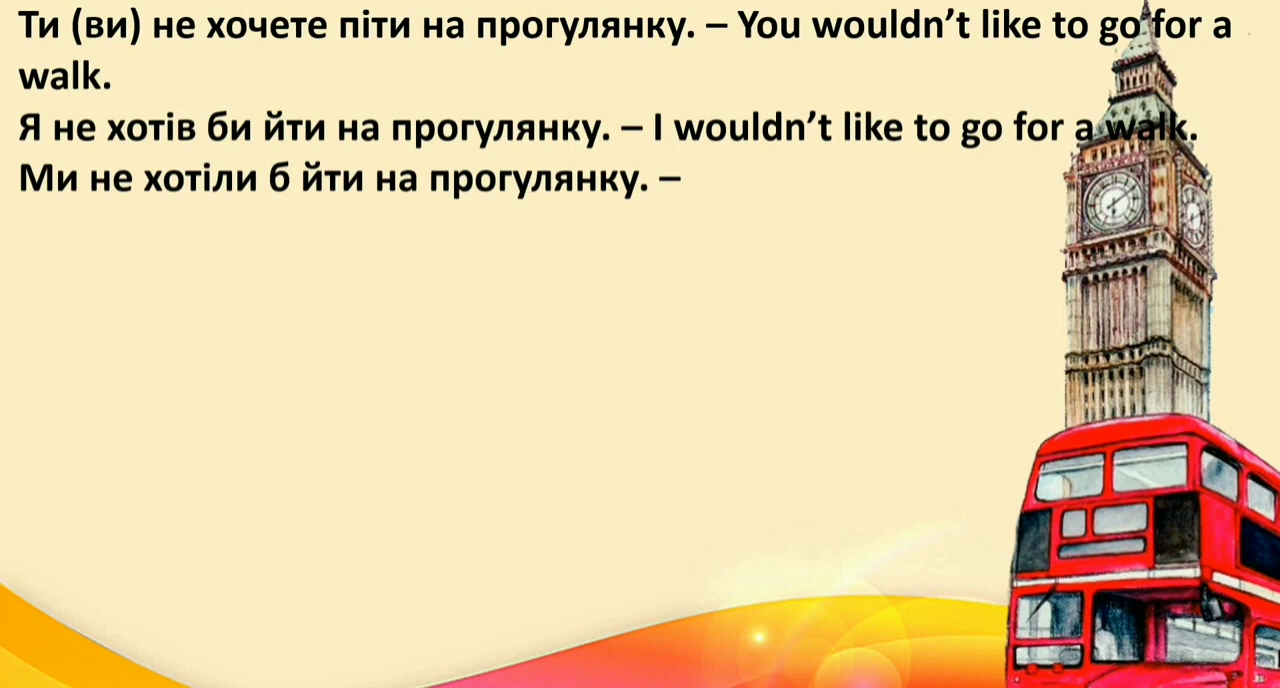 Ти (ви) не хочете піти на прогулянку. – You wouldn’t like to go for a
walk.
Я не хотів би йти на прогулянку. – I wouldn’t like to go for a walk.
Ми не хотіли б йти на прогулянку. –